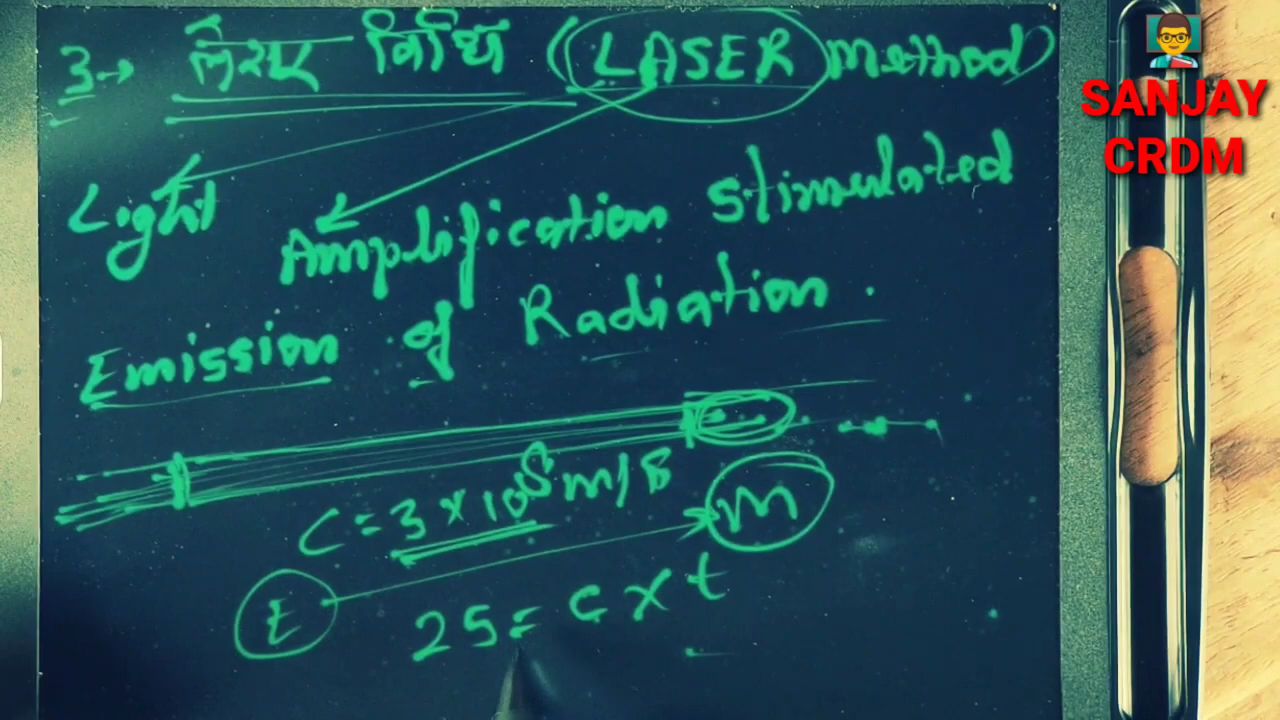 3→ लेसर विधि (LASER method)
Light Amplification stimulated
Emission of Radiation.
C = 3 × 10⁸ m/s
E M
2S = C × t
SANJAY
CRDM